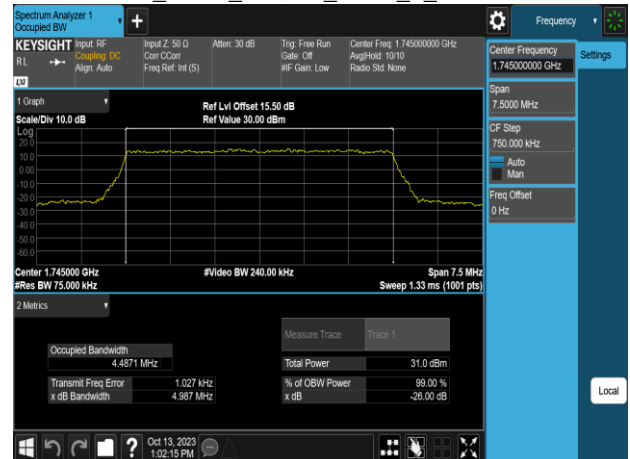 Spectrum Analyzer 1
Occupied BW
Frequency
KEYSIGHT
RL
LXI
Input: RF
Coupling: DC
Align: Auto
Input Z: 50 Ω
Corr CCorr
Freq Ref: Int (S)
Atten: 30 dB
Trig: Free Run
Gate: Off
#IF Gain: Low
Center Freq: 1.745000000 GHz
Avg|Hold: 10/10
Radio Std: None
Center Frequency
1.745000000 GHz
Settings
Span
7.5000 MHz
CF Step
750.000 kHz
Auto
Man
Freq Offset
0 Hz
1 Graph
Scale/Div 10.0 dB
Ref Lvl Offset 15.50 dB
Ref Value 30.00 dBm
Log
20.0
10.0
0.00
-10.0
-20.0
-30.0
-40.0
-50.0
-60.0
Center 1.745000 GHz
#Video BW 240.00 kHz
Span 7.5 MHz
#Res BW 75.000 kHz
Sweep 1.33 ms (1001 pts)
2 Metrics
Measure Trace
Trace 1
Occupied Bandwidth
4.4871 MHz
Total Power
31.0 dBm
Transmit Freq Error
1.027 kHz
% of OBW Power
99.00 %
x dB Bandwidth
4.987 MHz
x dB
-26.00 dB
Local
?
Oct 13, 2023
1:02:15 PM